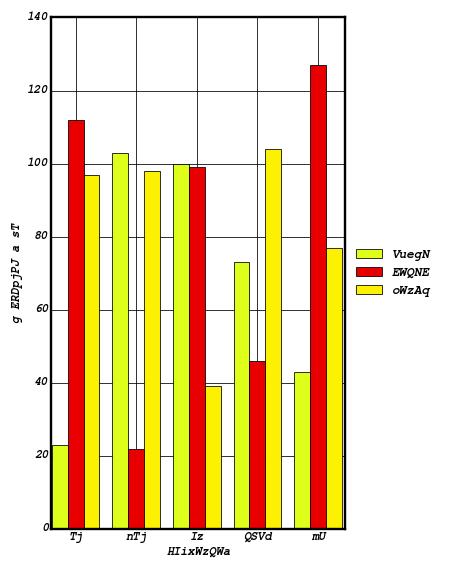 140
120
100
80
60
40
20
0
g ERDpjPJ a sT
Tj nTj Iz QSVd mU
HIixWzQWa
VuegN
EWQNE
oWzAq